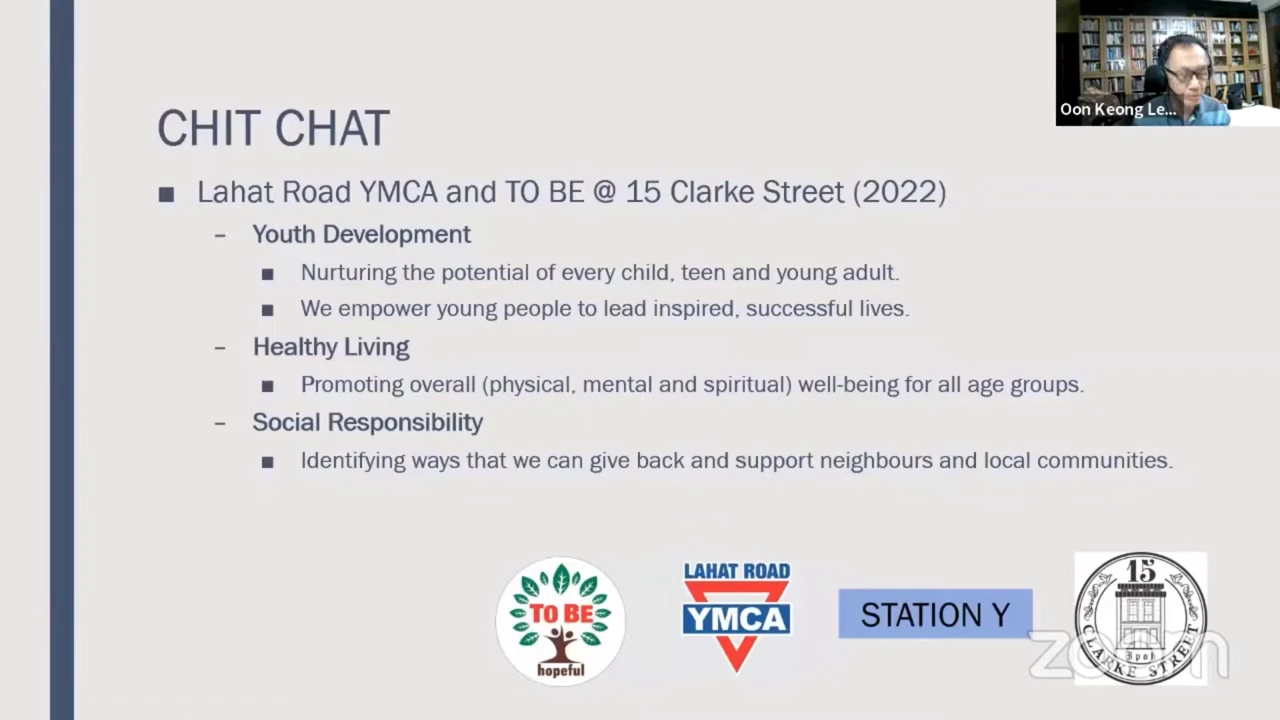 Oon Keong Le...
CHIT CHAT
■ Lahat Road YMCA and TO BE @ 15 Clarke Street (2022)
– Youth Development
■ Nurturing the potential of every child, teen and young adult.
■ We empower young people to lead inspired, successful lives.
– Healthy Living
■ Promoting overall (physical, mental and spiritual) well-being for all age groups.
– Social Responsibility
■ Identifying ways that we can give back and support neighbours and local communities.
TO BE
hopeful
LAHAT ROAD
YMCA
STATION Y
15
Ipoh
CLARKE STREET
zoom